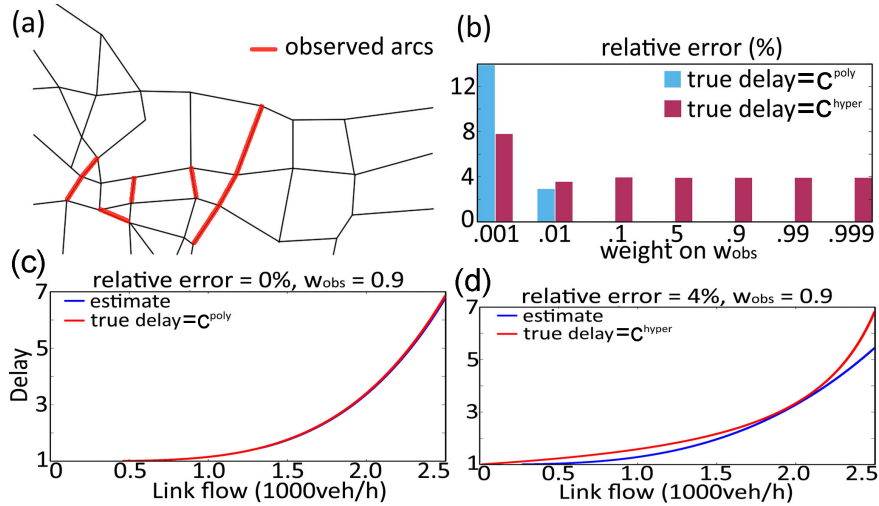 (a)
observed arcs
(b)
relative error (%)
true delay=c^poly
true delay=c^hyper
14
12
8
4
0
.001 .01 .1 .5 .9 .99 .999
weight on w_obs
(c)
relative error = 0%, w_obs = 0.9
estimate
true delay=c^poly
Delay
7
5
3
1
0 0.5 1.0 1.5 2.0 2.5
Link flow (1000veh/h)
(d)
relative error = 4%, w_obs = 0.9
estimate
true delay=c^hyper
7
5
3
1
0 0.5 1.0 1.5 2.0 2.5
Link flow (1000veh/h)